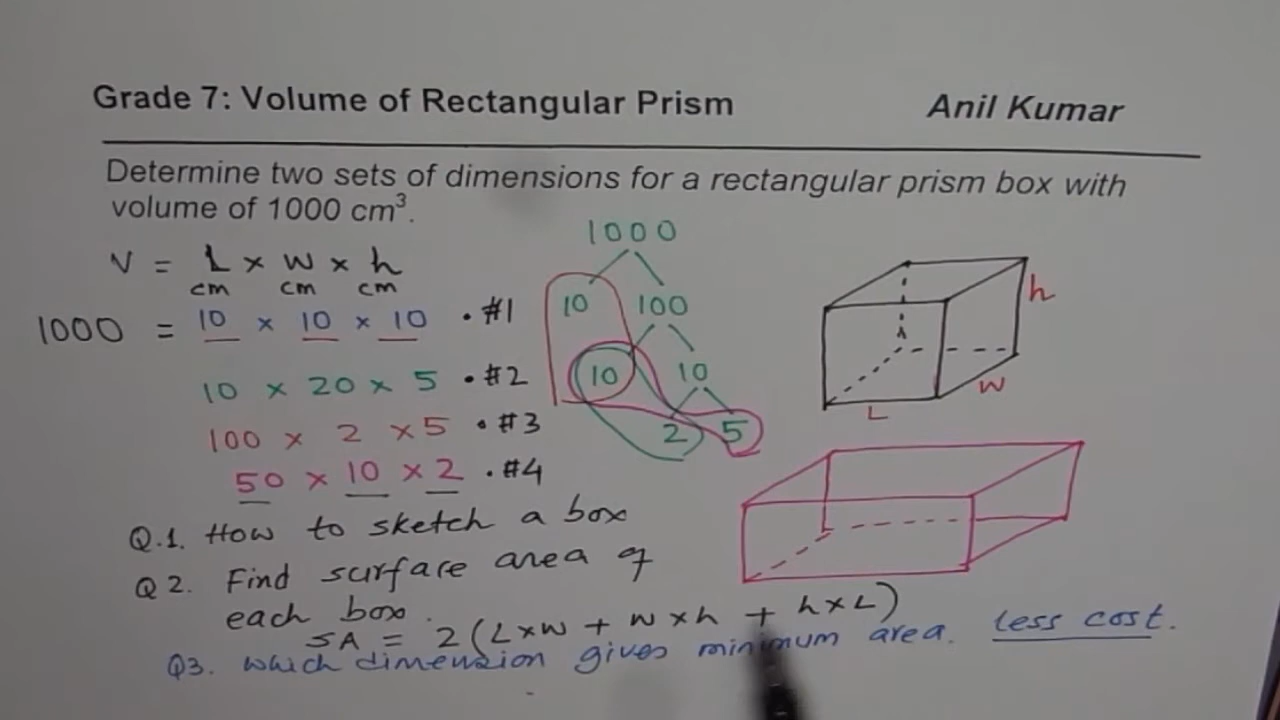 Grade 7: Volume of Rectangular Prism
Anil Kumar
Determine two sets of dimensions for a rectangular prism box with
volume of 1000 cm³.
V = L × w × h
cm cm cm
1000 = 10 × 10 × 10 • #1
10 × 20 × 5 • #2
100 × 2 × 5 • #3
50 × 10 × 2 • #4
1000
10 100
10 10
2 5
h
w
L
Q.1. How to sketch a box
Q 2. Find surface area of
each box.
SA = 2 (L×w + w×h + h×L)
Q3. which dimension gives minimum area. less cost.